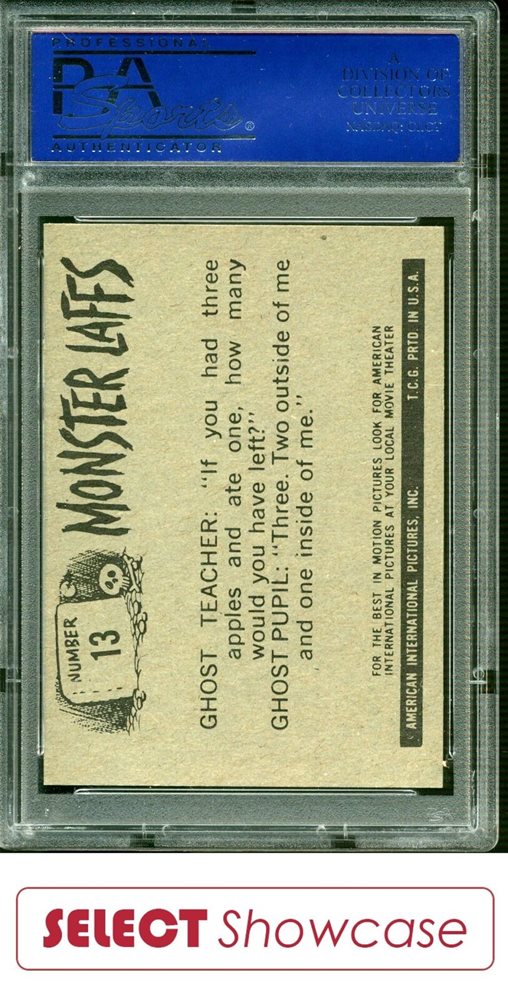 PROFESSIONAL
PSA
Sports®
AUTHENTICATOR
A
DIVISION OF
COLLECTORS
UNIVERSE
NASDAQ: CLCT
NUMBER
13
MONSTER LAFFS
GHOST TEACHER: “If you had three
apples and ate one, how many
would you have left?”
GHOST PUPIL: “Three. Two outside of me
and one inside of me.”
FOR THE BEST IN MOTION PICTURES LOOK FOR AMERICAN
INTERNATIONAL PICTURES AT YOUR LOCAL MOVIE THEATER
AMERICAN INTERNATIONAL PICTURES, INC. T.C.G. PRTD. IN U.S.A.
SELECT Showcase